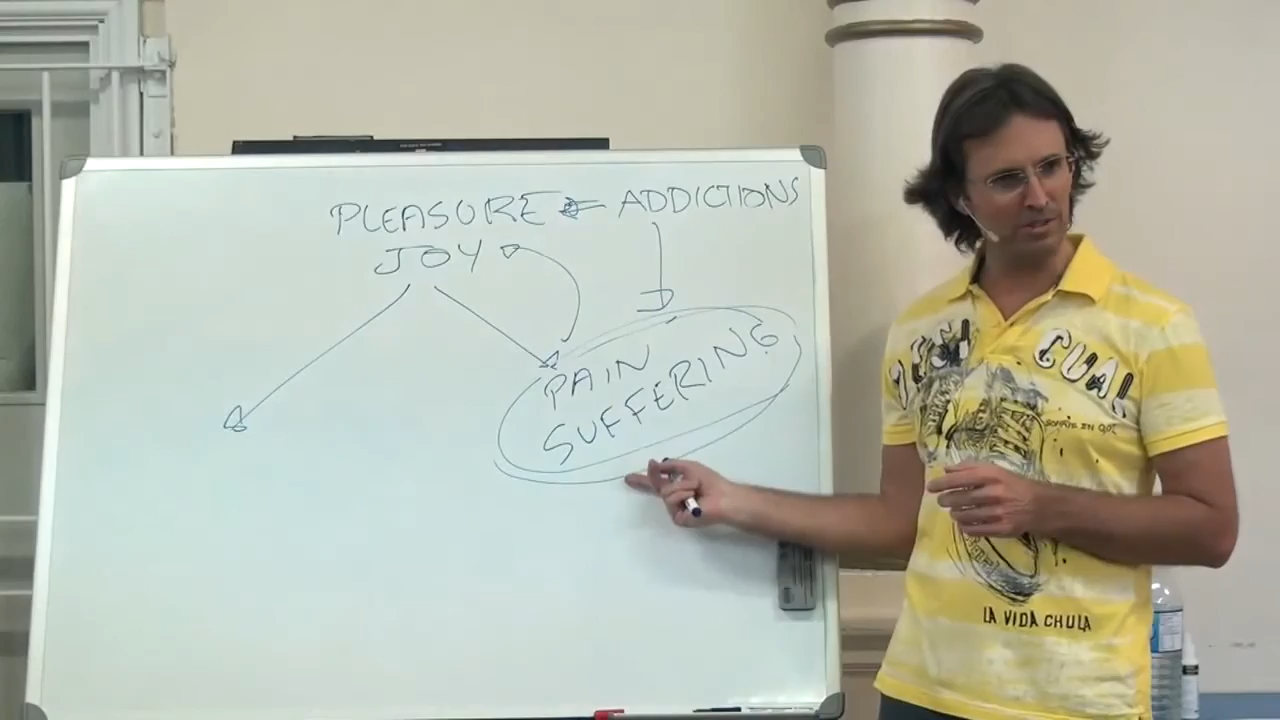 PLEASURE ADDICTIONS
JOY
PAIN
SUFFERING
CUAL
LA VIDA CHULA